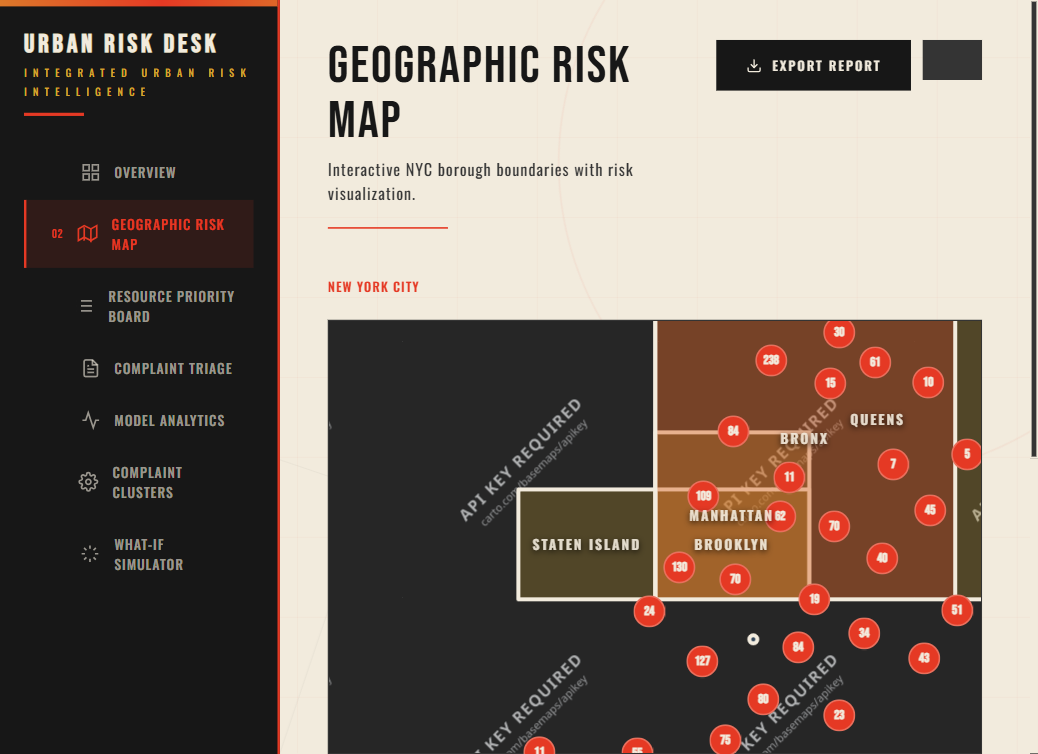 URBAN RISK DESK
INTEGRATED URBAN RISK
INTELLIGENCE
OVERVIEW
02
GEOGRAPHIC RISK
MAP
RESOURCE PRIORITY
BOARD
COMPLAINT TRIAGE
MODEL ANALYTICS
COMPLAINT
CLUSTERS
WHAT-IF
SIMULATOR
GEOGRAPHIC RISK
MAP
EXPORT REPORT
Interactive NYC borough boundaries with risk
visualization.
NEW YORK CITY
30
238
61
15
10
QUEENS
84
BRONX
5
7
11
109
45
MANHATTAN
62
70
BROOKLYN
STATEN ISLAND
40
130
70
19
24
51
34
84
127
43
80
23
75
11
55
API KEY REQUIRED
carto.com/basemaps/apikey
API KEY REQUIRED
KEY REQUIRED
KEY REQUIRED